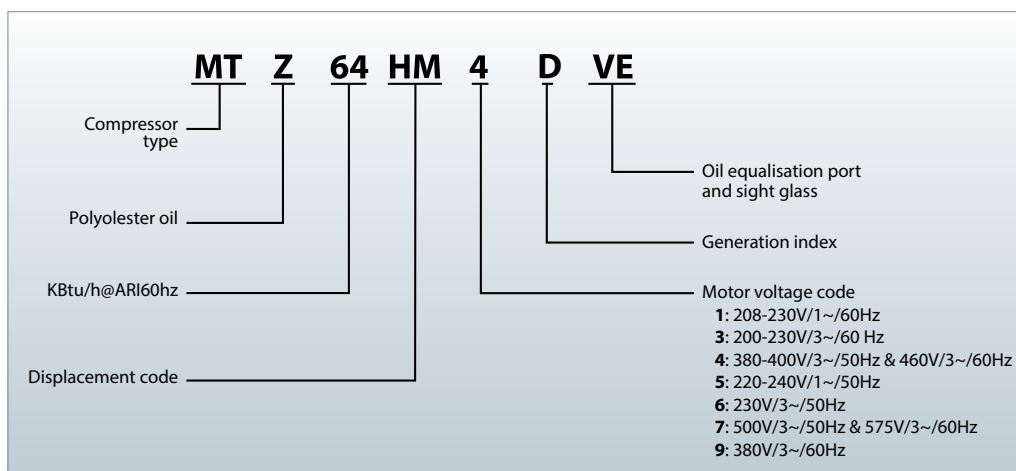 MT Z 64 HM 4 D VE
Compressor
type
Polyolester oil
KBtu/h@ARI60hz
Displacement code
Oil equalisation port
and sight glass
Generation index
Motor voltage code
1: 208-230V/1~/60Hz
3: 200-230V/3~/60 Hz
4: 380-400V/3~/50Hz & 460V/3~/60Hz
5: 220-240V/1~/50Hz
6: 230V/3~/50Hz
7: 500V/3~/50Hz & 575V/3~/60Hz
9: 380V/3~/60Hz